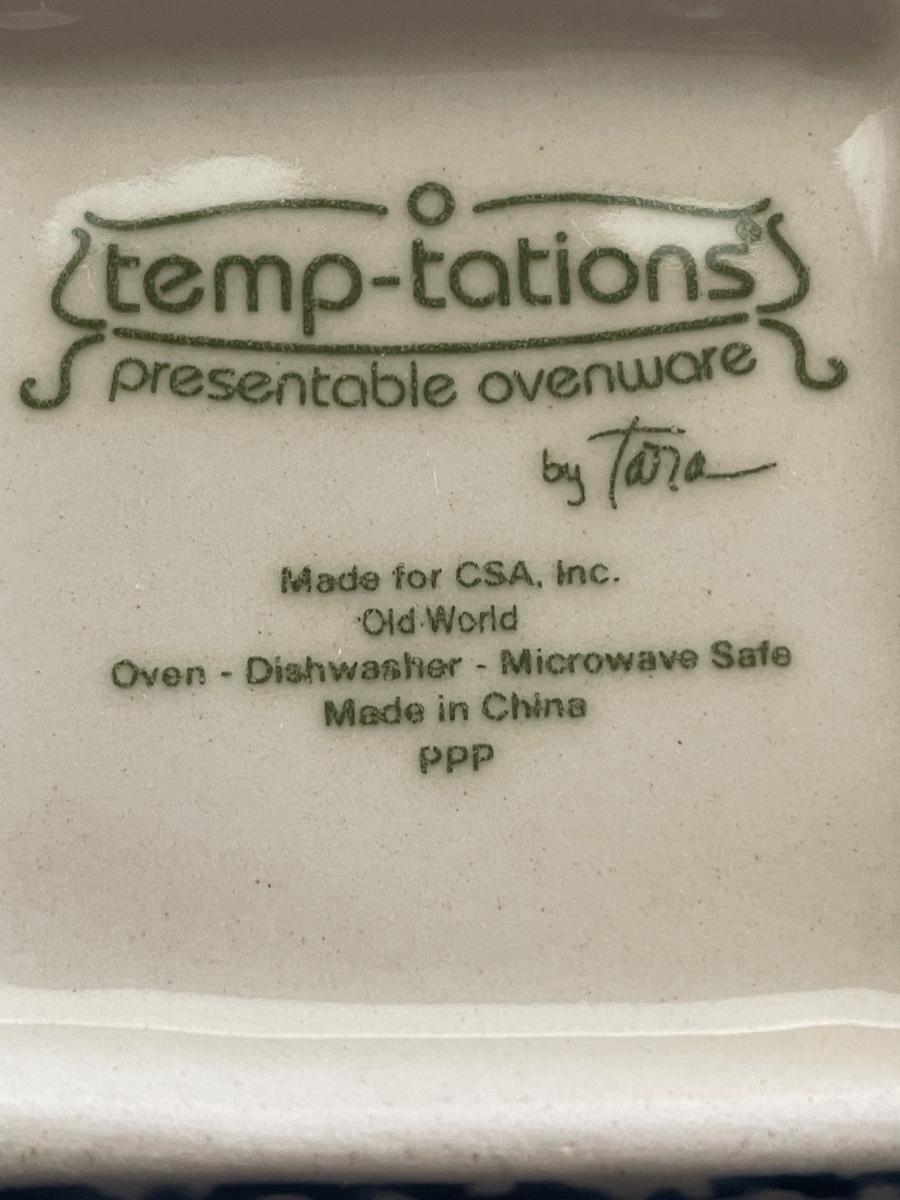 temp-tations®
presentable ovenware
by Tara
Made for CSA, Inc.
Old World
Oven - Dishwasher - Microwave Safe
Made in China
PPP